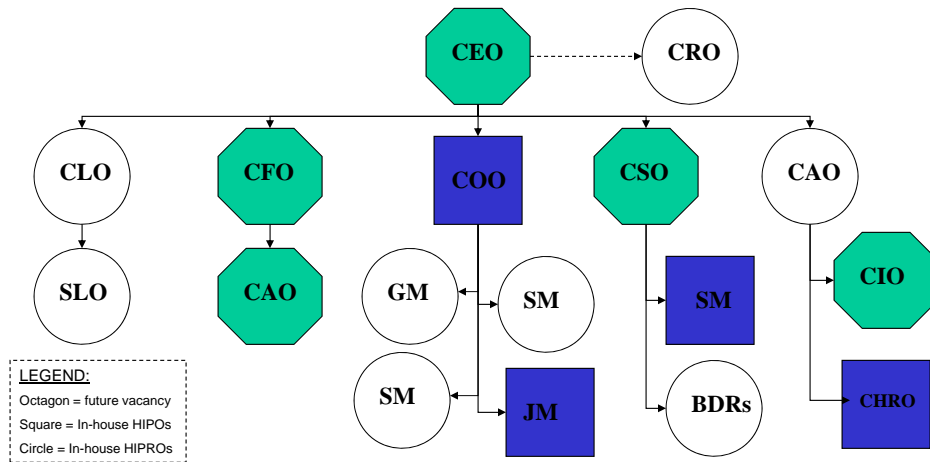 CEO
CRO
CLO
CFO
COO
CSO
CAO
SLO
CAO
GM
SM
SM
CIO
SM
JM
BDRs
CHRO
LEGEND:
Octagon = future vacancy
Square = In-house HIPOs
Circle = In-house HIPROs